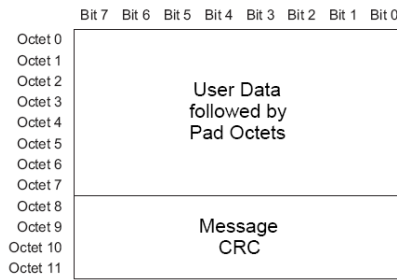 Bit 7 Bit 6 Bit 5 Bit 4 Bit 3 Bit 2 Bit 1 Bit 0
Octet 0
Octet 1
Octet 2
Octet 3
Octet 4
Octet 5
Octet 6
Octet 7
Octet 8
Octet 9
Octet 10
Octet 11
User Data
followed by
Pad Octets
Message
CRC